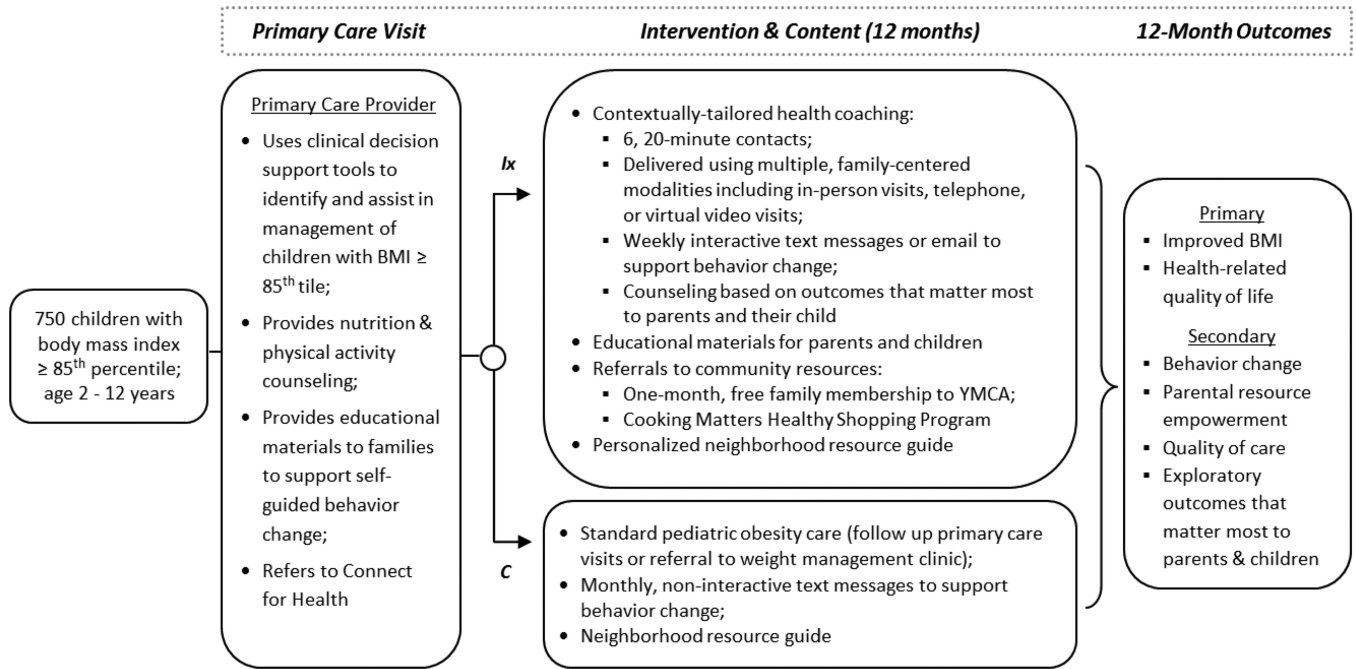 Primary Care Visit
Intervention & Content (12 months)
12-Month Outcomes
750 children with
body mass index
≥ 85th percentile;
age 2 - 12 years
Primary Care Provider
• Uses clinical decision
support tools to
identify and assist in
management of
children with BMI ≥
85th tile;
• Provides nutrition &
physical activity
counseling;
• Provides educational
materials to families
to support self-
guided behavior
change;
• Refers to Connect
for Health
Ix
• Contextually-tailored health coaching:
▪ 6, 20-minute contacts;
▪ Delivered using multiple, family-centered
modalities including in-person visits, telephone,
or virtual video visits;
▪ Weekly interactive text messages or email to
support behavior change;
▪ Counseling based on outcomes that matter most
to parents and their child
• Educational materials for parents and children
• Referrals to community resources:
▪ One-month, free family membership to YMCA;
▪ Cooking Matters Healthy Shopping Program
• Personalized neighborhood resource guide
C
• Standard pediatric obesity care (follow up primary care
visits or referral to weight management clinic);
• Monthly, non-interactive text messages to support
behavior change;
• Neighborhood resource guide
Primary
▪ Improved BMI
▪ Health-related
quality of life
Secondary
▪ Behavior change
▪ Parental resource
empowerment
▪ Quality of care
▪ Exploratory
outcomes that
matter most to
parents & children